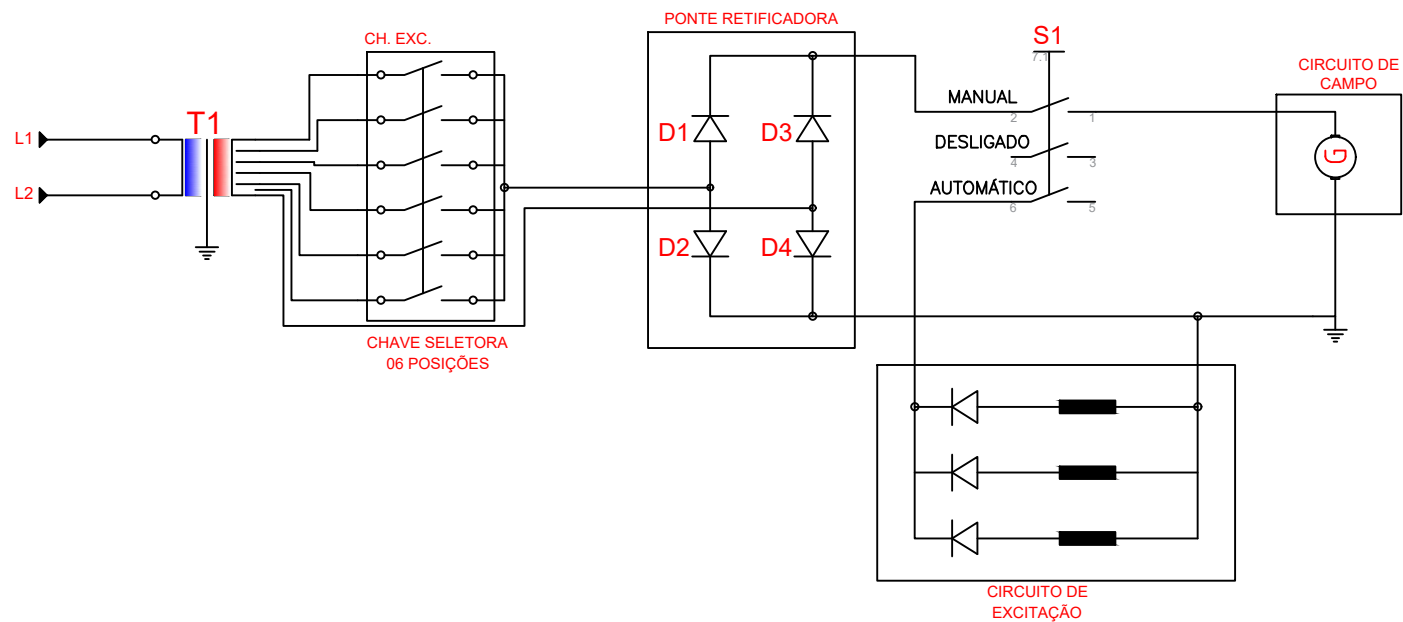 PONTE RETIFICADORA
CH. EXC.
S1
7.1
CIRCUITO DE
CAMPO
MANUAL
2
1
T1
L1
D1
D3
DESLIGADO
4
3
G
L2
AUTOMÁTICO
6
5
D2
D4
CHAVE SELETORA
06 POSIÇÕES
CIRCUITO DE
EXCITAÇÃO